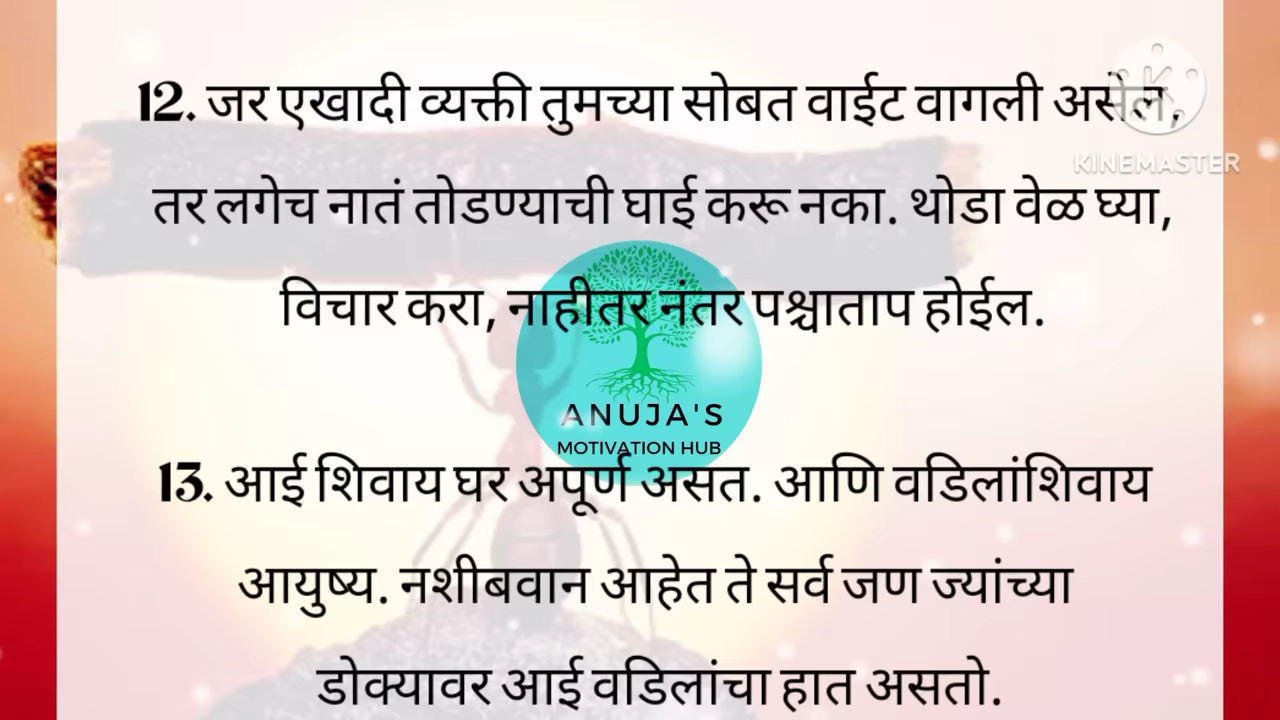 12. जर एखादी व्यक्ती तुमच्या सोबत वाईट वागली असेल,
KINEMASTER
तर लगेच नातं तोडण्याची घाई करू नका. थोडा वेळ घ्या,
विचार करा, नाहीतर नंतर पश्चाताप होईल.
ANUJA'S
MOTIVATION HUB
13. आई शिवाय घर अपूर्ण असत. आणि वडिलांशिवाय
आयुष्य. नशीबवान आहेत ते सर्व जण ज्यांच्या
डोक्यावर आई वडिलांचा हात असतो.